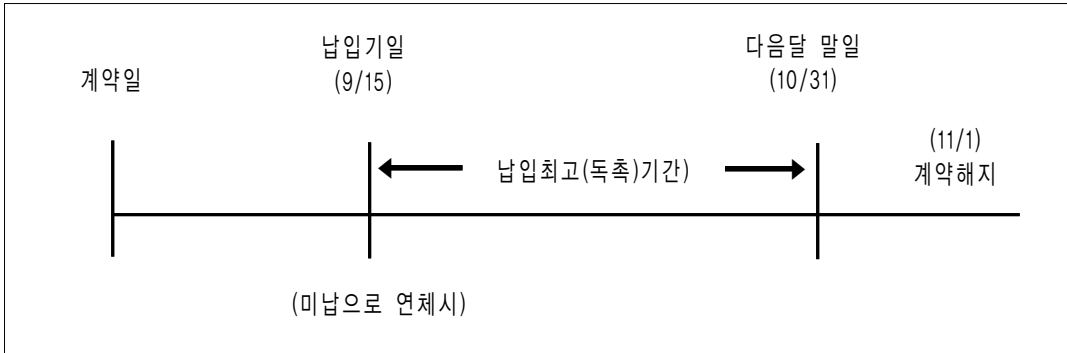 계약일
납입기일
(9/15)
다음달 말일
(10/31)
(11/1)
계약해지
납입최고(독촉)기간)
(미납으로 연체시)